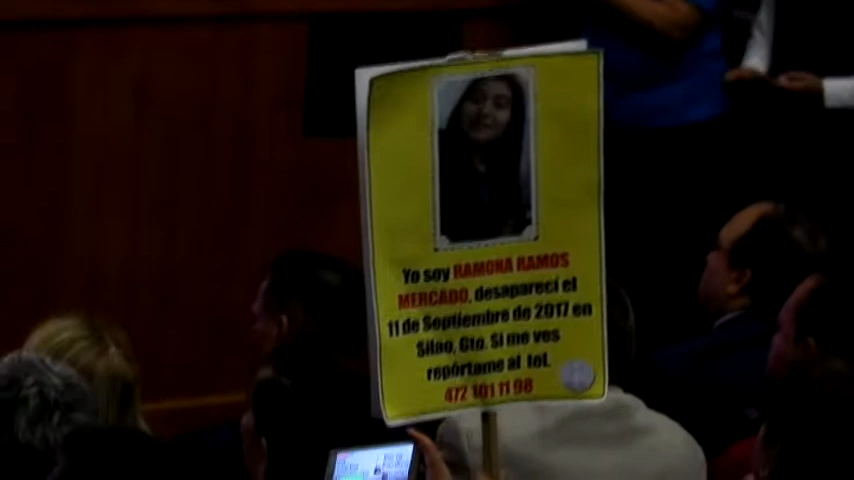 Yo soy RAMONA RAMOS
MERCADO, desaparecí el
11 de Septiembre de 2017 en
Silao, Gto. Si me ves
repórtame al tel.
472 101 11 98